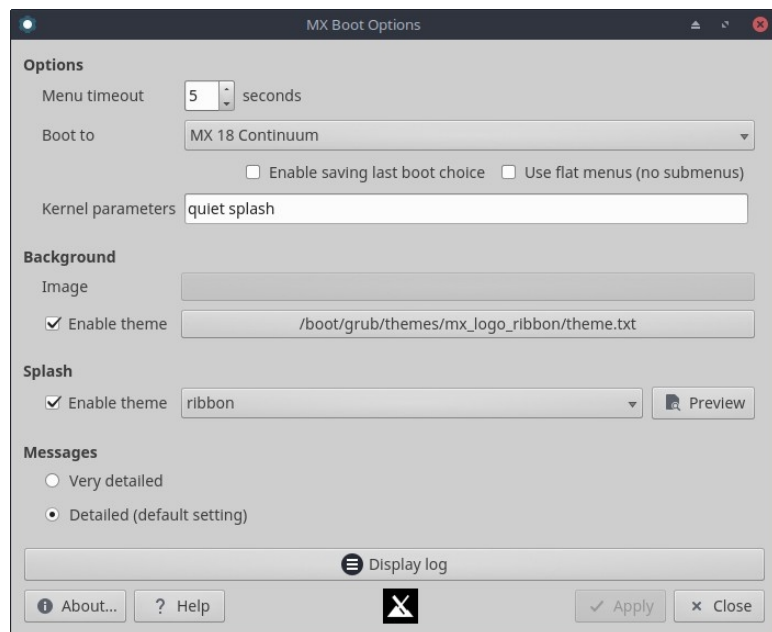 MX Boot Options
Options
Menu timeout 5 seconds
Boot to MX 18 Continuum
Enable saving last boot choice Use flat menus (no submenus)
Kernel parameters quiet splash
Background
Image
Enable theme /boot/grub/themes/mx_logo_ribbon/theme.txt
Splash
Enable theme ribbon Preview
Messages
Very detailed
Detailed (default setting)
Display log
About... ? Help Apply Close